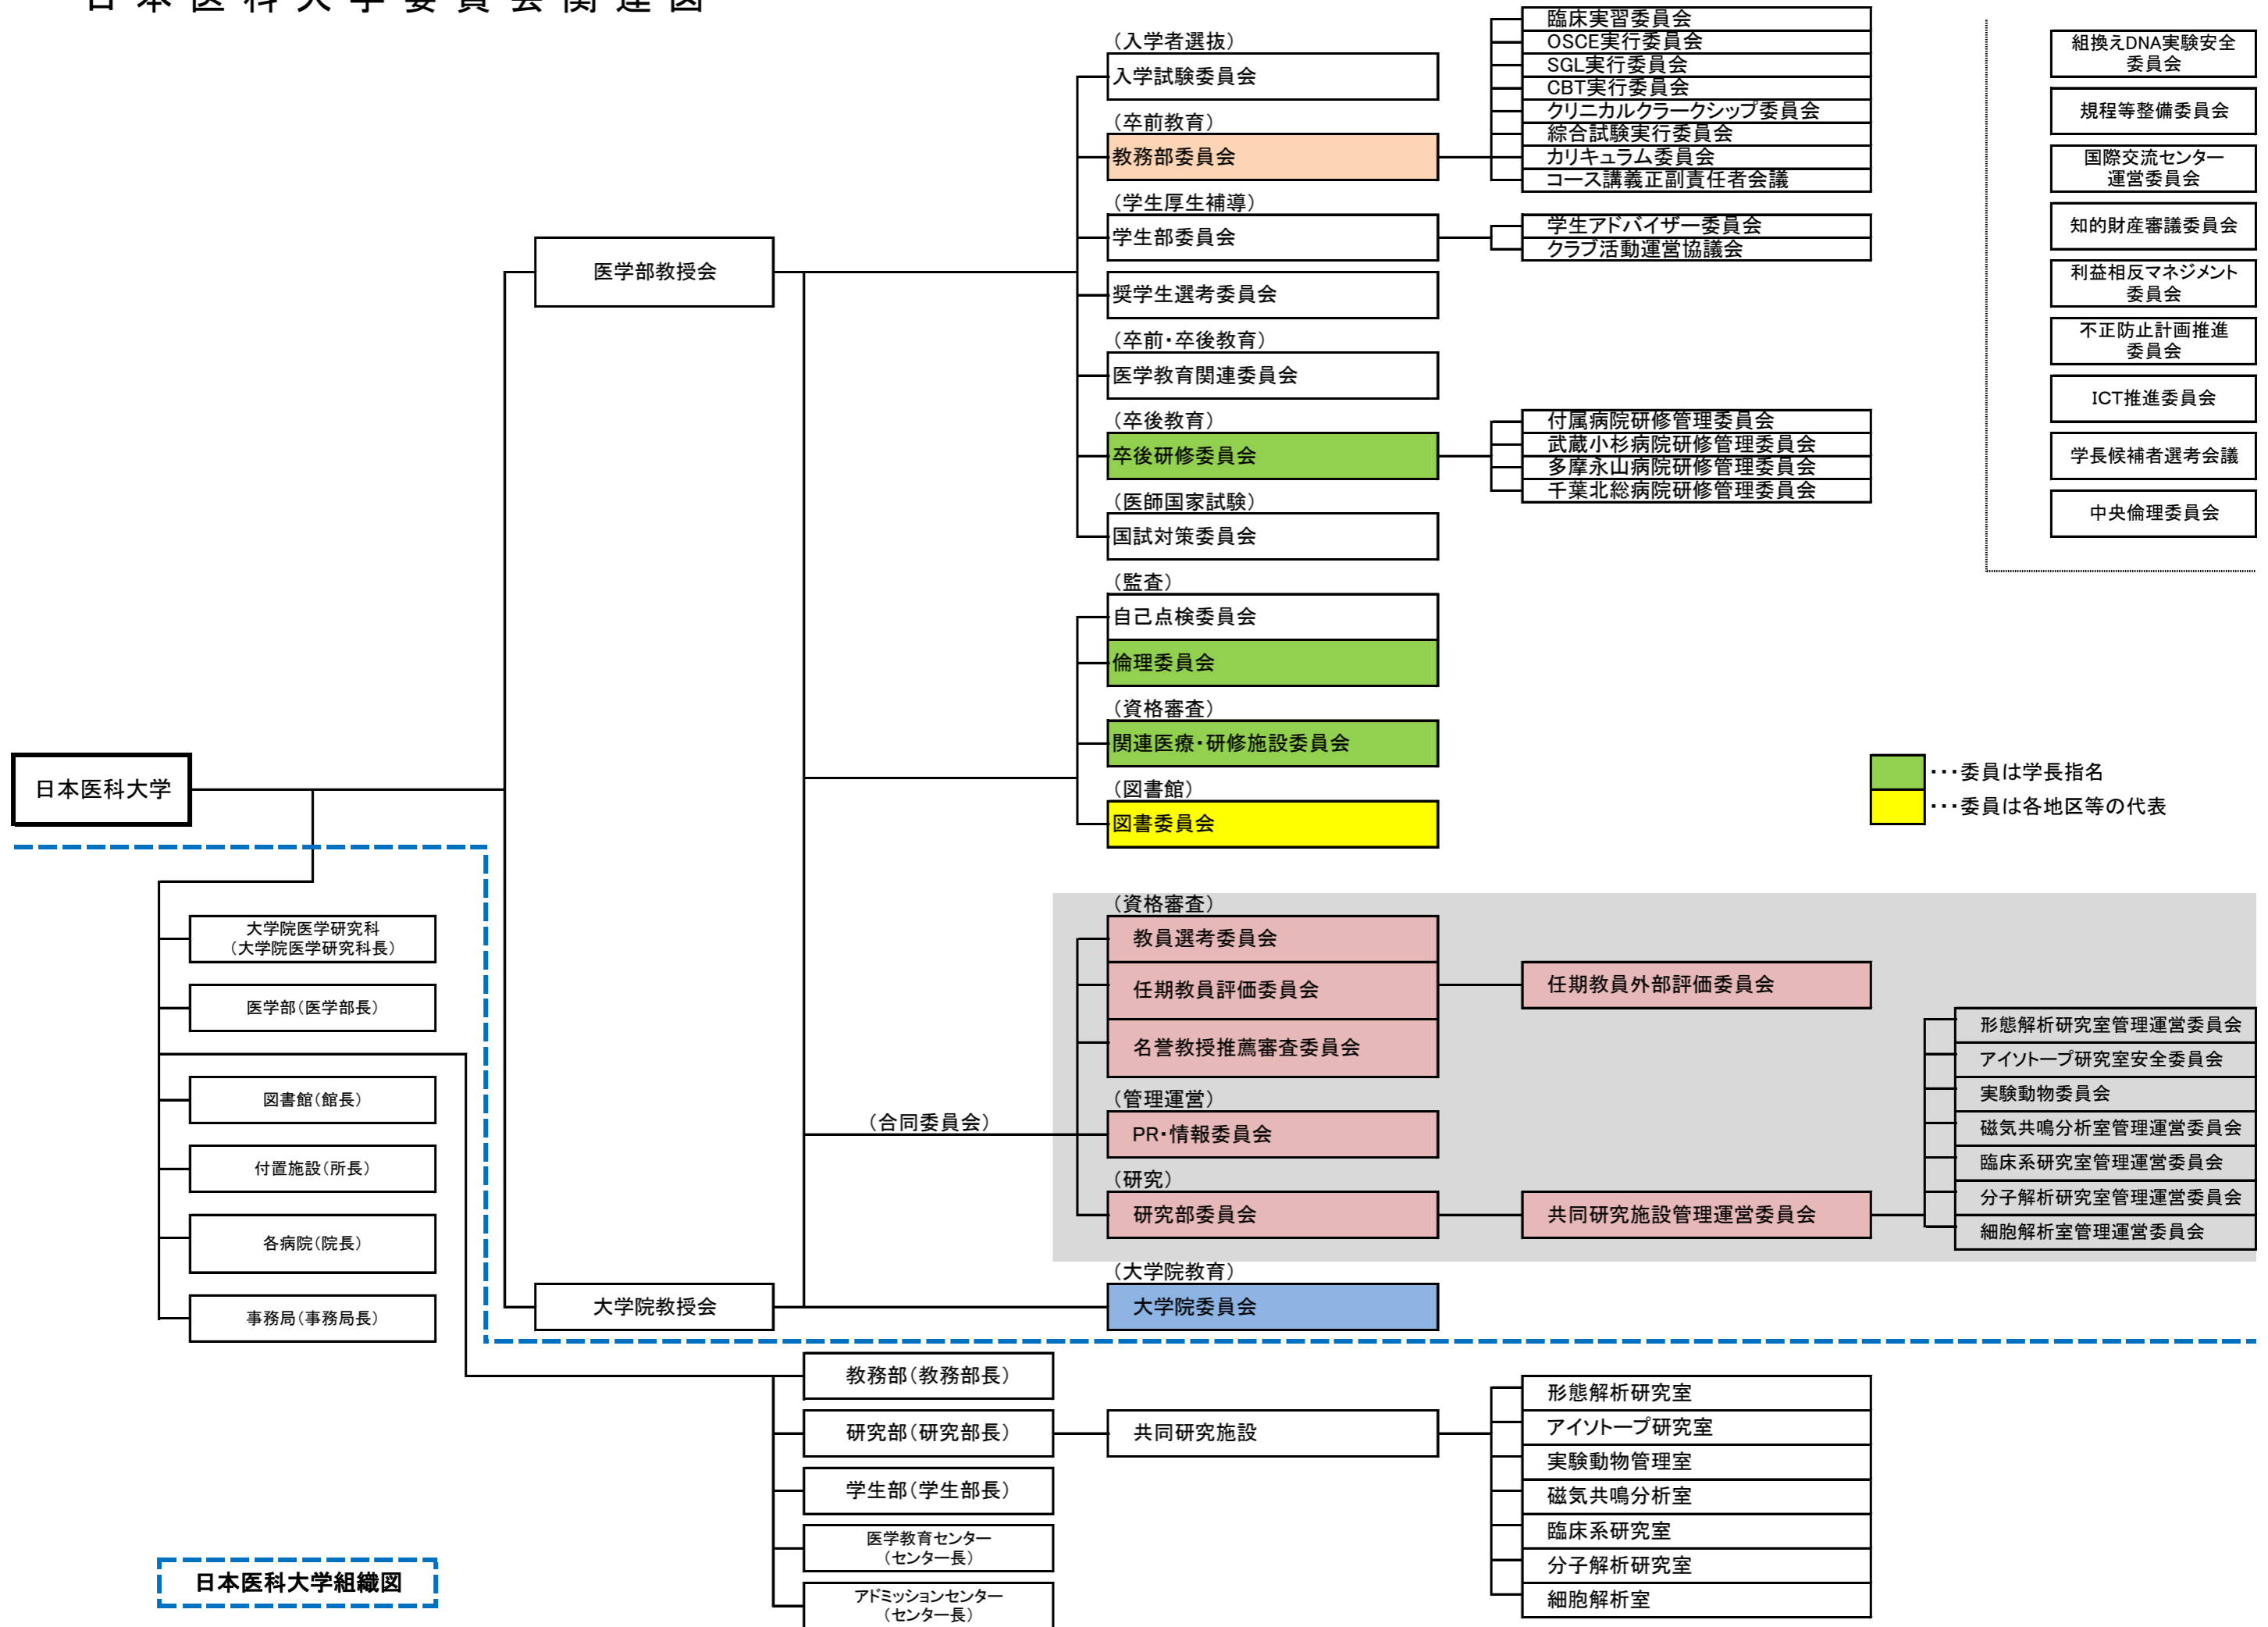 日本医科大学委員会関連図
（入学者選抜）
入学試験委員会
（卒前教育）
教務部委員会
（学生厚生補導）
学生部委員会
奨学生選考委員会
（卒前・卒後教育）
医学教育関連委員会
（卒後教育）
卒後研修委員会
（医師国家試験）
国試対策委員会
臨床実習委員会
OSCE実行委員会
SGL実行委員会
CBT実行委員会
クリニカルクラークシップ委員会
綜合試験実行委員会
カリキュラム委員会
コース講義正副責任者会議
学生アドバイザー委員会
クラブ活動運営協議会
付属病院研修管理委員会
武蔵小杉病院研修管理委員会
多摩永山病院研修管理委員会
千葉北総病院研修管理委員会
組換えDNA実験安全
委員会
規程等整備委員会
国際交流センター
運営委員会
知的財産審議委員会
利益相反マネジメント
委員会
不正防止計画推進
委員会
ICT推進委員会
学長候補者選考会議
中央倫理委員会
医学部教授会
（監査）
自己点検委員会
倫理委員会
（資格審査）
関連医療・研修施設委員会
（図書館）
図書委員会
・・・委員は学長指名
・・・委員は各地区等の代表
日本医科大学
大学院医学研究科
（大学院医学研究科長）
医学部（医学部長）
図書館（館長）
付置施設（所長）
各病院（院長）
事務局（事務局長）
（合同委員会）
（資格審査）
教員選考委員会
任期教員評価委員会
名誉教授推薦審査委員会
（管理運営）
PR・情報委員会
（研究）
研究部委員会
任期教員外部評価委員会
共同研究施設管理運営委員会
形態解析研究室管理運営委員会
アイソトープ研究室安全委員会
実験動物委員会
磁気共鳴分析室管理運営委員会
臨床系研究室管理運営委員会
分子解析研究室管理運営委員会
細胞解析室管理運営委員会
大学院教授会
（大学院教育）
大学院委員会
教務部（教務部長）
研究部（研究部長）
学生部（学生部長）
医学教育センター
（センター長）
アドミッションセンター
（センター長）
共同研究施設
形態解析研究室
アイソトープ研究室
実験動物管理室
磁気共鳴分析室
臨床系研究室
分子解析研究室
細胞解析室
日本医科大学組織図